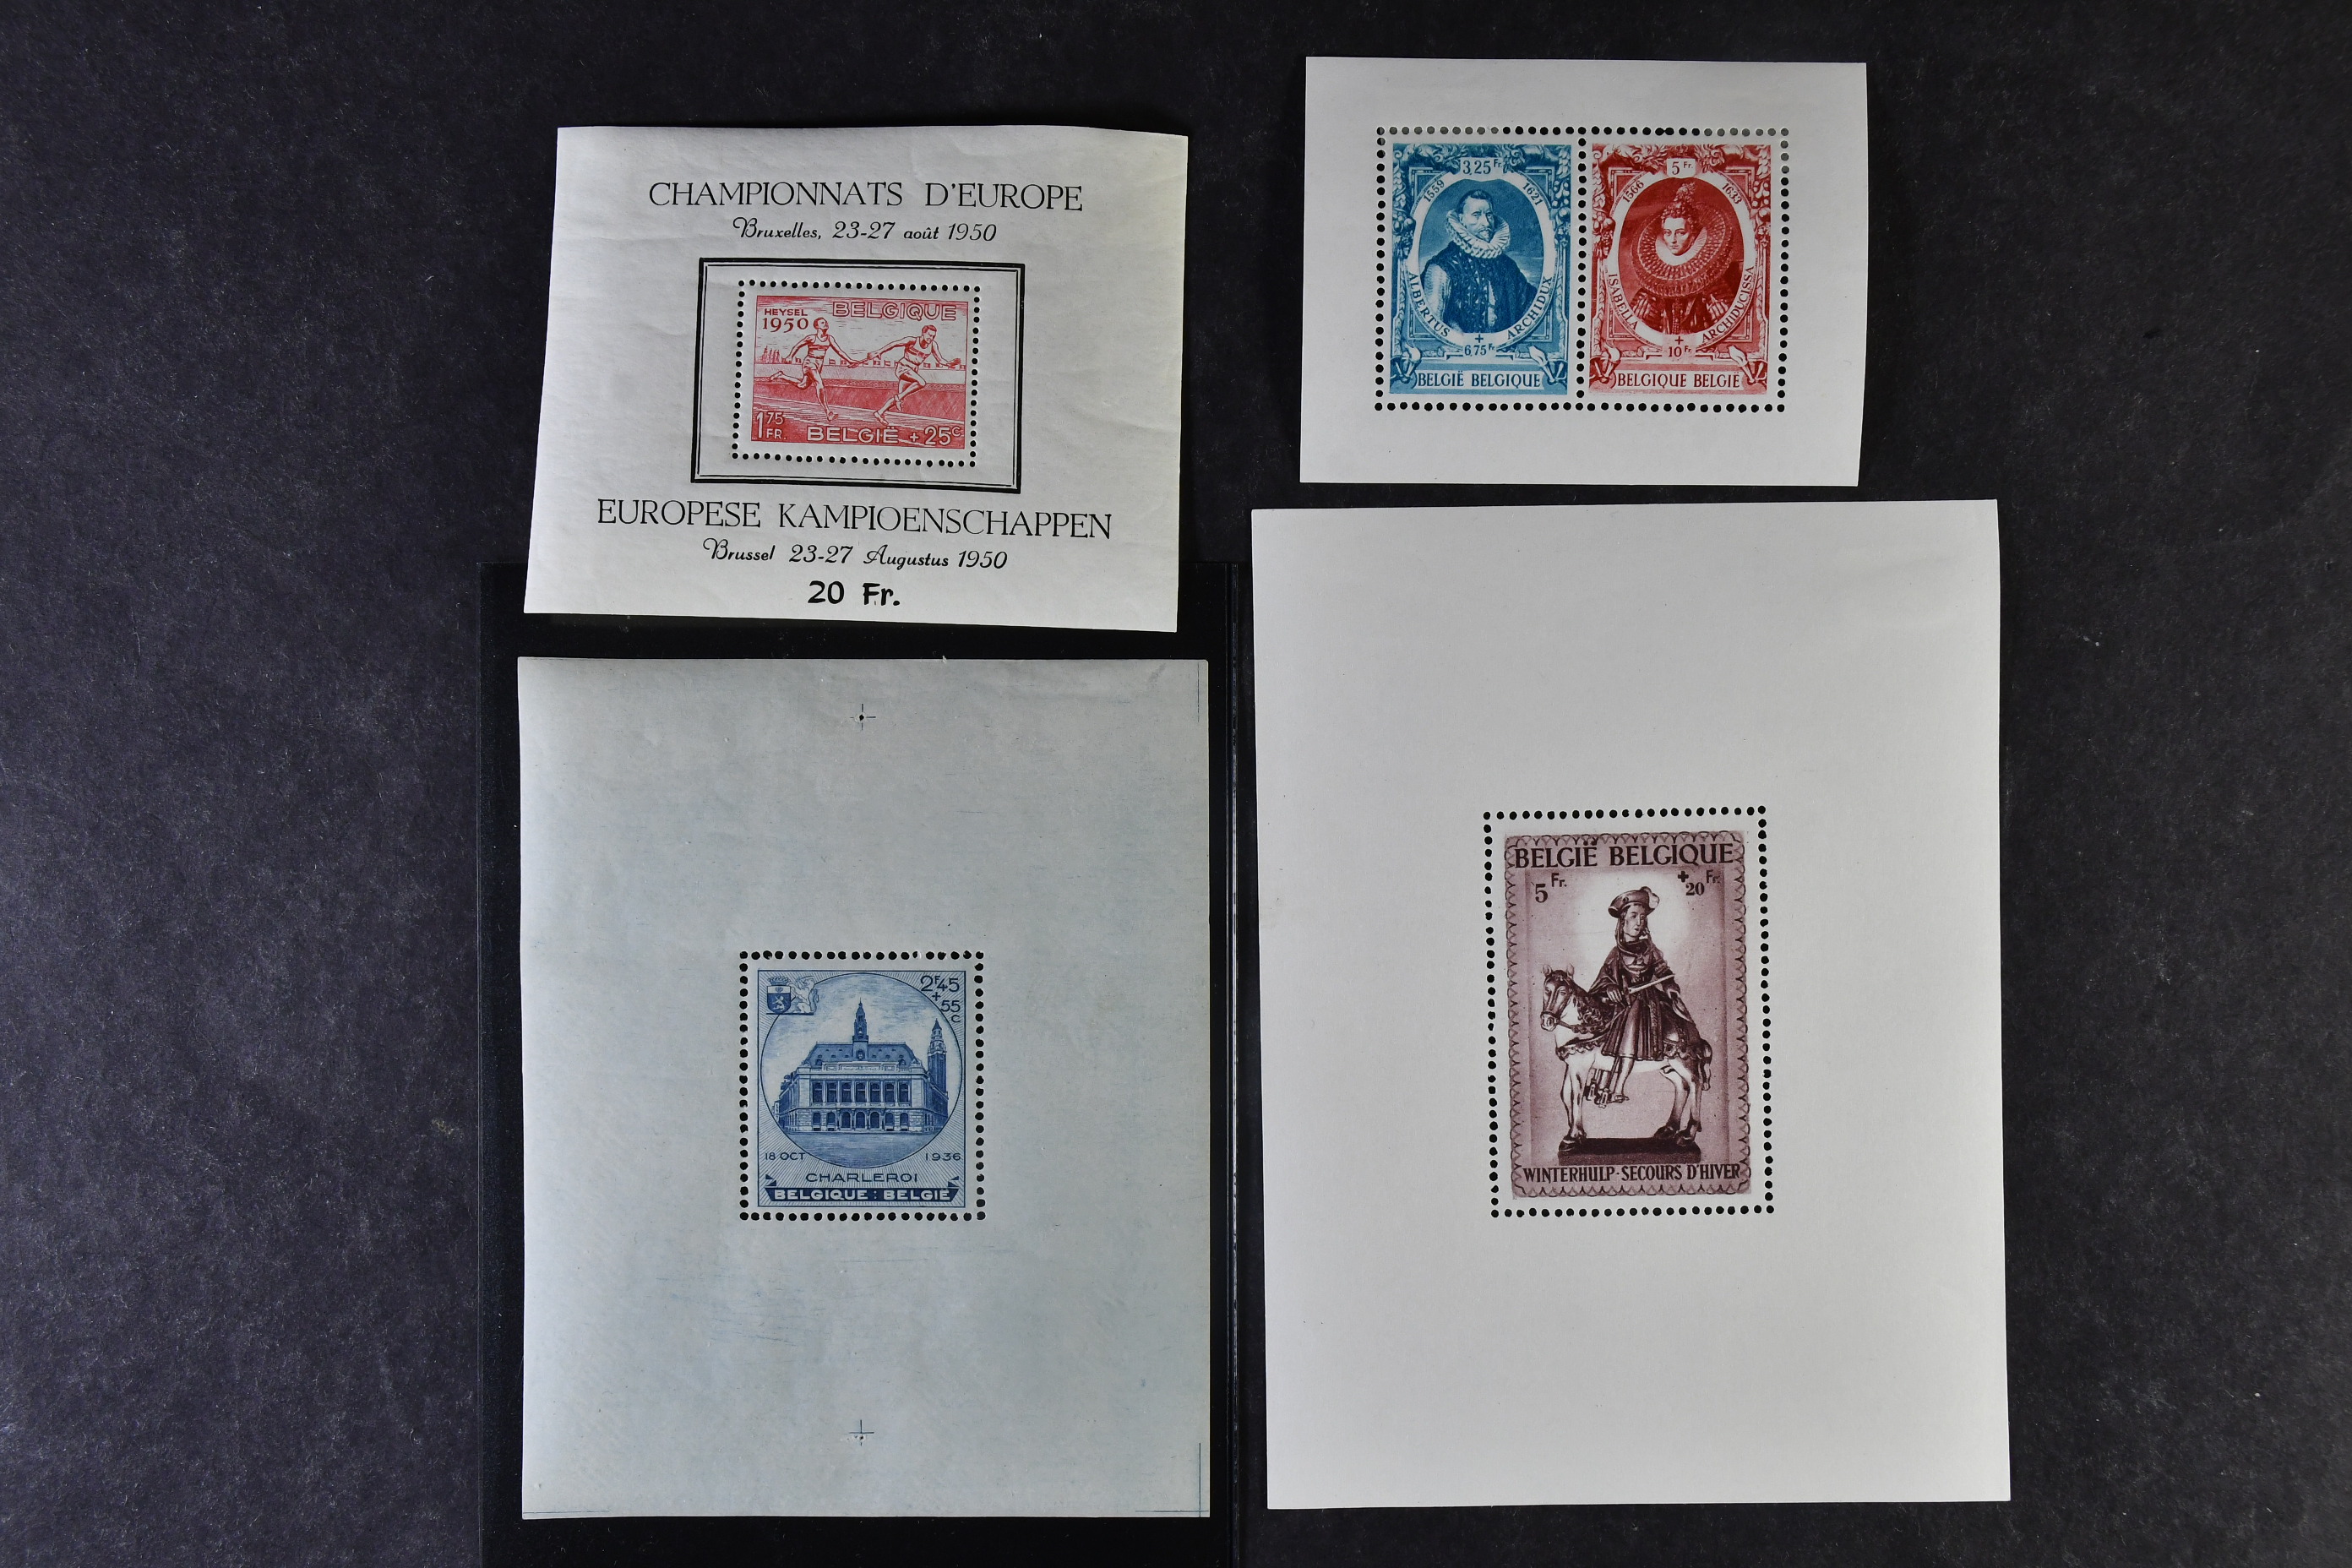 CHAMPIONNATS D'EUROPE
Bruxelles, 23-27 août 1950
HEYSEL BELGIQUE
1950
1 75 FR. BELGIË + 25c
EUROPESE KAMPIOENSCHAPPEN
Brussel 23-27 Augustus 1950
20 Fr.
3,25 Fr
1559 1621
ALBERTUS ARCHIDUX
+
6,75 Fr
BELGIË BELGIQUE
5 Fr.
1566 1633
ISABELLA ARCHIDUCISSA
+
10 Fr
BELGIQUE BELGIË
2F45
+
55
c
18 OCT 1936
CHARLEROI
BELGIQUE : BELGIË
BELGIË BELGIQUE
5 Fr. + 20 Fr.
WINTERHULP-SECOURS D'HIVER